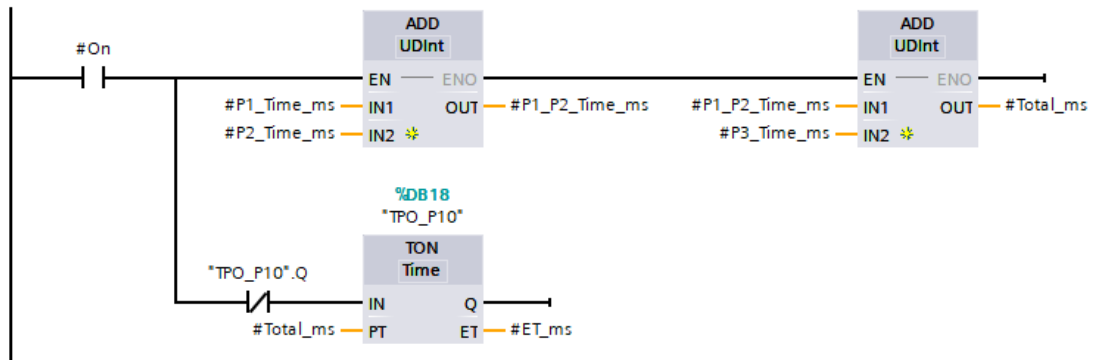 ADD
ADD
UDInt
UDInt
#On
EN
ENO
EN
ENO
#P1_Time_ms
IN1
OUT
#P1_P2_Time_ms
#P1_P2_Time_ms
IN1
OUT
#Total_ms
#P2_Time_ms
IN2
#P3_Time_ms
IN2
%DB18
"TPO_P10"
TON
Time
"TPO_P10".Q
IN
Q
#Total_ms
PT
ET
#ET_ms